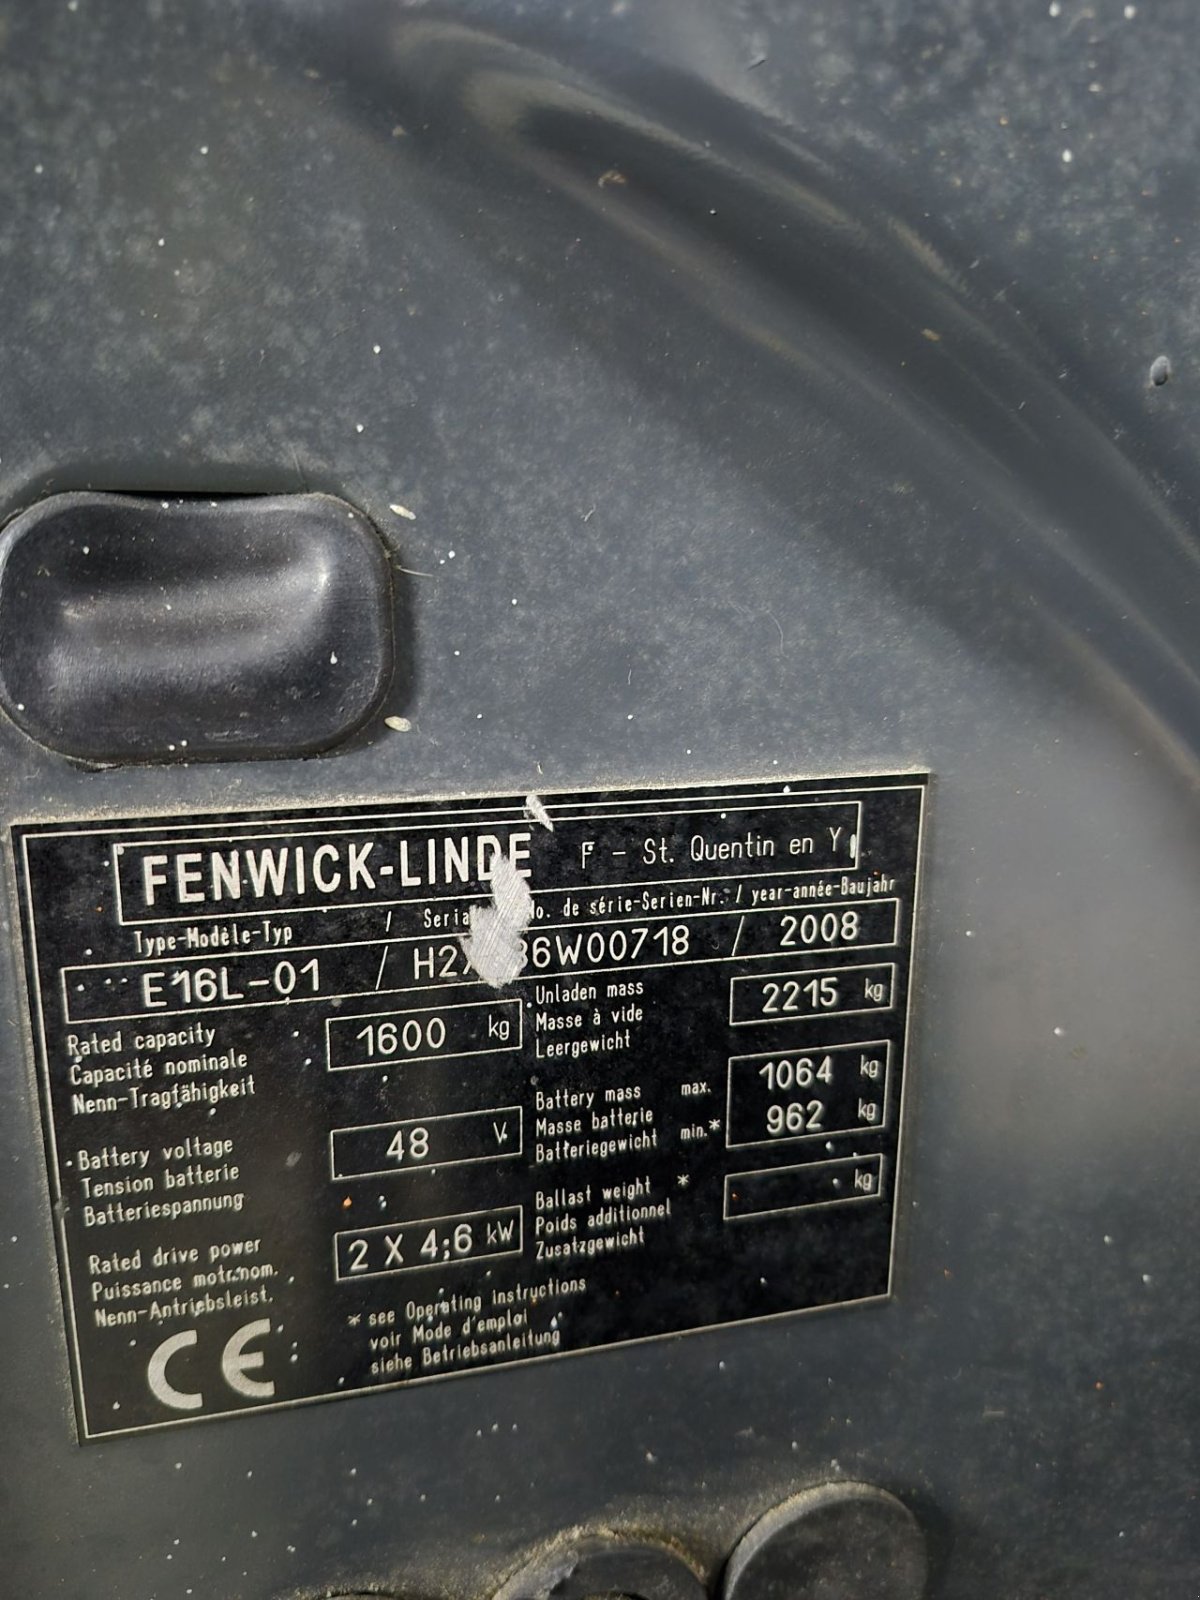 FENWICK-LINDE F - St. Quentin en Y
Type-Modèle-Typ / de série-Serien-Nr. / year-année-Baujahr
E16L-01 / 2008
Rated capacity
Capacité nominale
Nenn-Tragfähigkeit
1600 kg
Unladen mass
Masse à vide
Leergewicht
2215 kg
Battery voltage
Tension batterie
Batteriespannung
48 V
Battery mass max.
Masse batterie
Batteriegewicht min.*
1064 kg
962 kg
Rated drive power
Puissance motr.nom.
Nenn-Antriebsleist.
2 X 4,6 kW
Ballast weight *
Poids additionnel
Zusatzgewicht
kg
* see Operating instructions
voir Mode d'emploi
siehe Betriebsanleitung
CE